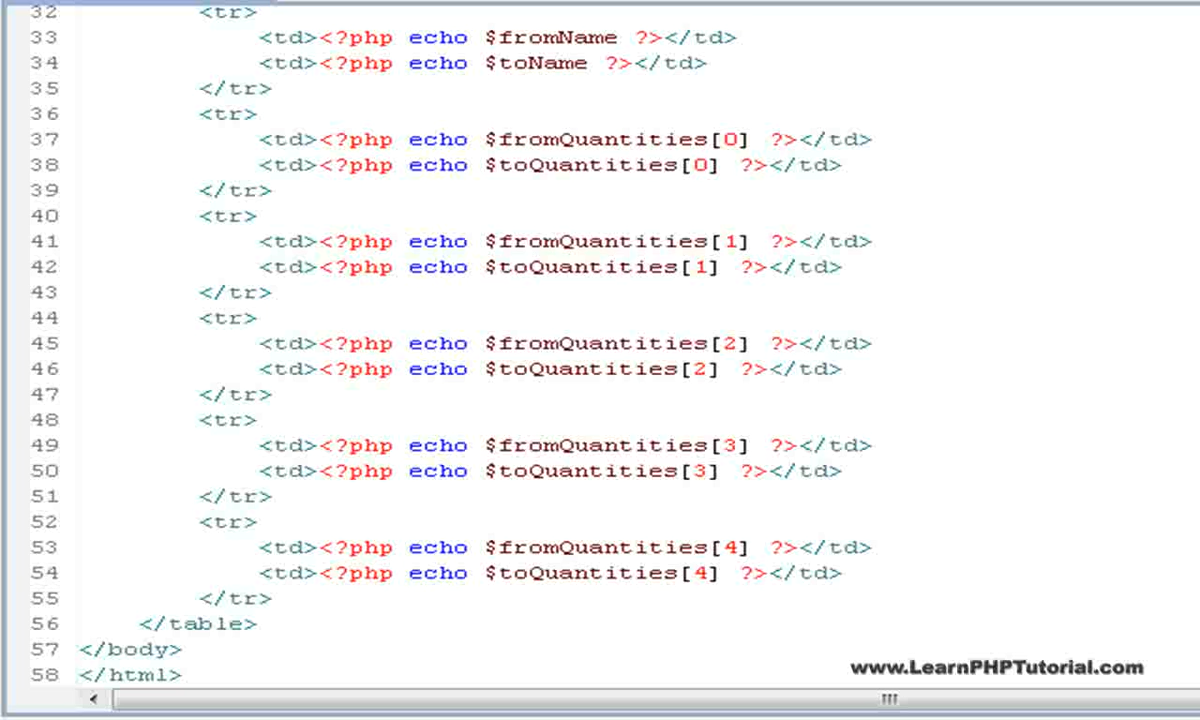 32 <tr>
33 <td><?php echo $fromName ?></td>
34 <td><?php echo $toName ?></td>
35 </tr>
36 <tr>
37 <td><?php echo $fromQuantities[0] ?></td>
38 <td><?php echo $toQuantities[0] ?></td>
39 </tr>
40 <tr>
41 <td><?php echo $fromQuantities[1] ?></td>
42 <td><?php echo $toQuantities[1] ?></td>
43 </tr>
44 <tr>
45 <td><?php echo $fromQuantities[2] ?></td>
46 <td><?php echo $toQuantities[2] ?></td>
47 </tr>
48 <tr>
49 <td><?php echo $fromQuantities[3] ?></td>
50 <td><?php echo $toQuantities[3] ?></td>
51 </tr>
52 <tr>
53 <td><?php echo $fromQuantities[4] ?></td>
54 <td><?php echo $toQuantities[4] ?></td>
55 </tr>
56 </table>
57 </body>
58 </html>
www.LearnPHPTutorial.com